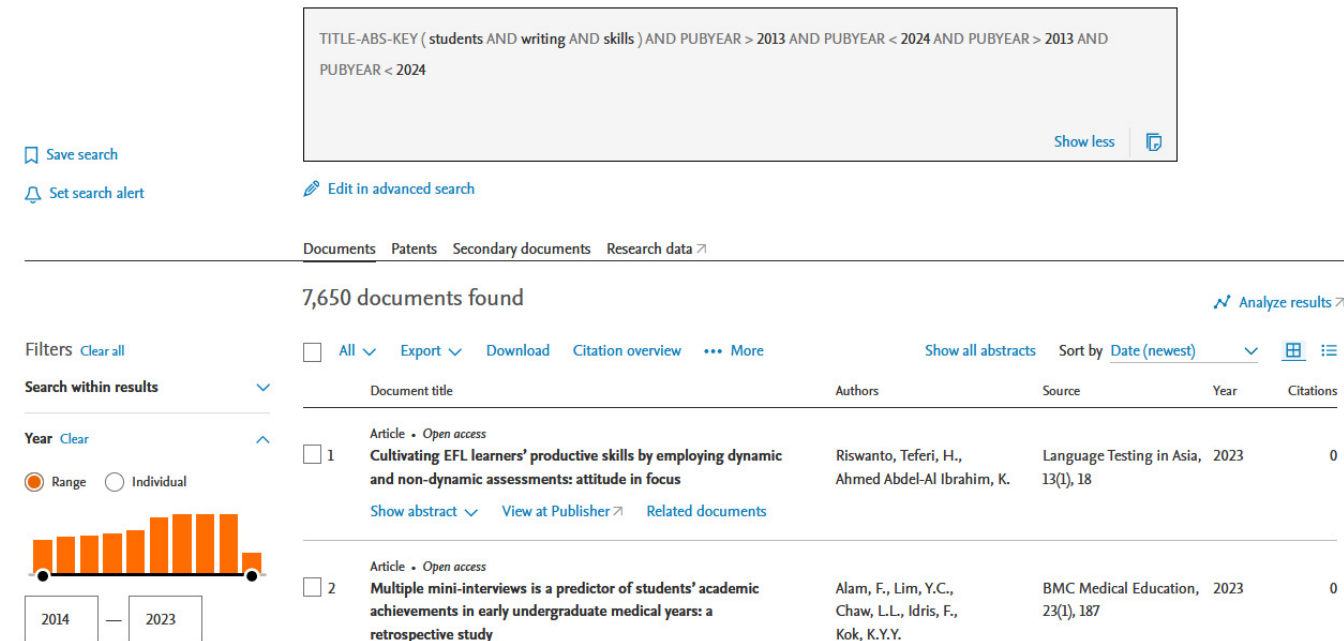 TITLE-ABS-KEY ( students AND writing AND skills ) AND PUBYEAR > 2013 AND PUBYEAR < 2024 AND PUBYEAR > 2013 AND
PUBYEAR < 2024
Show less
Save search
Set search alert
Edit in advanced search
Documents Patents Secondary documents Research data
7,650 documents found
Analyze results
Filters Clear all
All Export Download Citation overview ••• More Show all abstracts Sort by Date (newest)
Search within results
Document title Authors Source Year Citations
Year Clear
Range Individual
2014 — 2023
Article • Open access
1 Cultivating EFL learners' productive skills by employing dynamic Riswanto, Teferi, H., Language Testing in Asia, 2023 0
and non-dynamic assessments: attitude in focus Ahmed Abdel-Al Ibrahim, K. 13(1), 18
Show abstract View at Publisher Related documents
Article • Open access
2 Multiple mini-interviews is a predictor of students' academic Alam, F., Lim, Y.C., BMC Medical Education, 2023 0
achievements in early undergraduate medical years: a Chaw, L.L., Idris, F., 23(1), 187
retrospective study Kok, K.Y.Y.